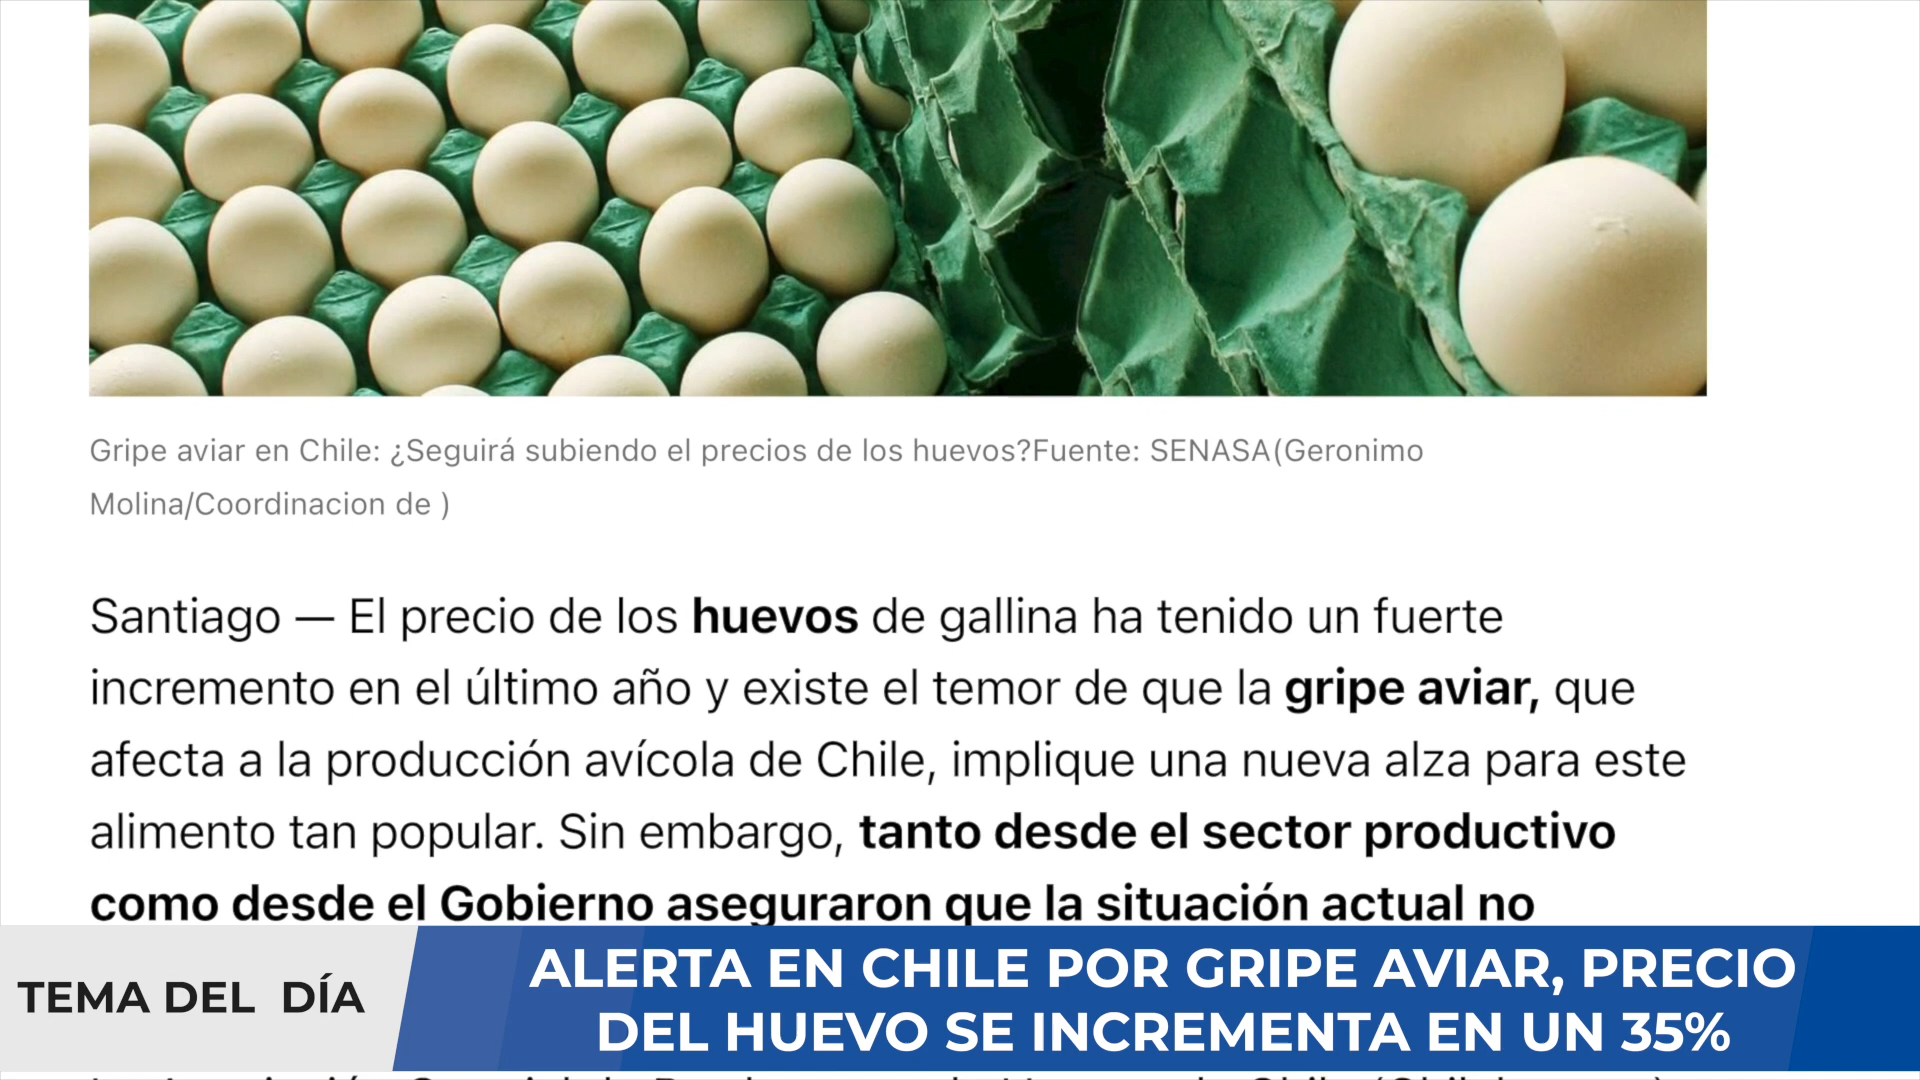 Gripe aviar en Chile: ¿Seguirá subiendo el precios de los huevos?Fuente: SENASA(Geronimo
Molina/Coordinacion de )
Santiago — El precio de los huevos de gallina ha tenido un fuerte
incremento en el último año y existe el temor de que la gripe aviar, que
afecta a la producción avícola de Chile, implique una nueva alza para este
alimento tan popular. Sin embargo, tanto desde el sector productivo
como desde el Gobierno aseguraron que la situación actual no
TEMA DEL DÍA
ALERTA EN CHILE POR GRIPE AVIAR, PRECIO
DEL HUEVO SE INCREMENTA EN UN 35%